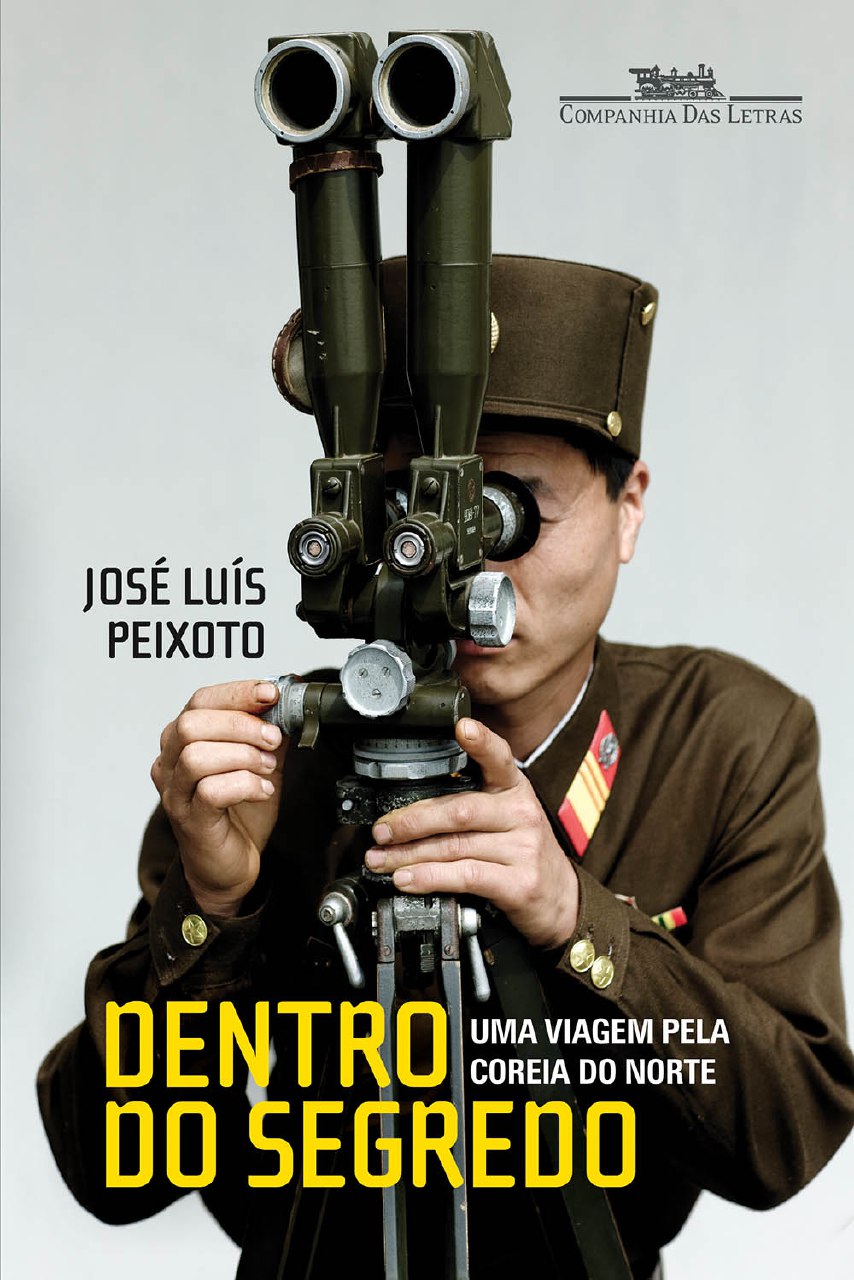 COMPANHIA DAS LETRAS
JOSÉ LUÍS
PEIXOTO
DENTRO
DO SEGREDO
UMA VIAGEM PELA
COREIA DO NORTE